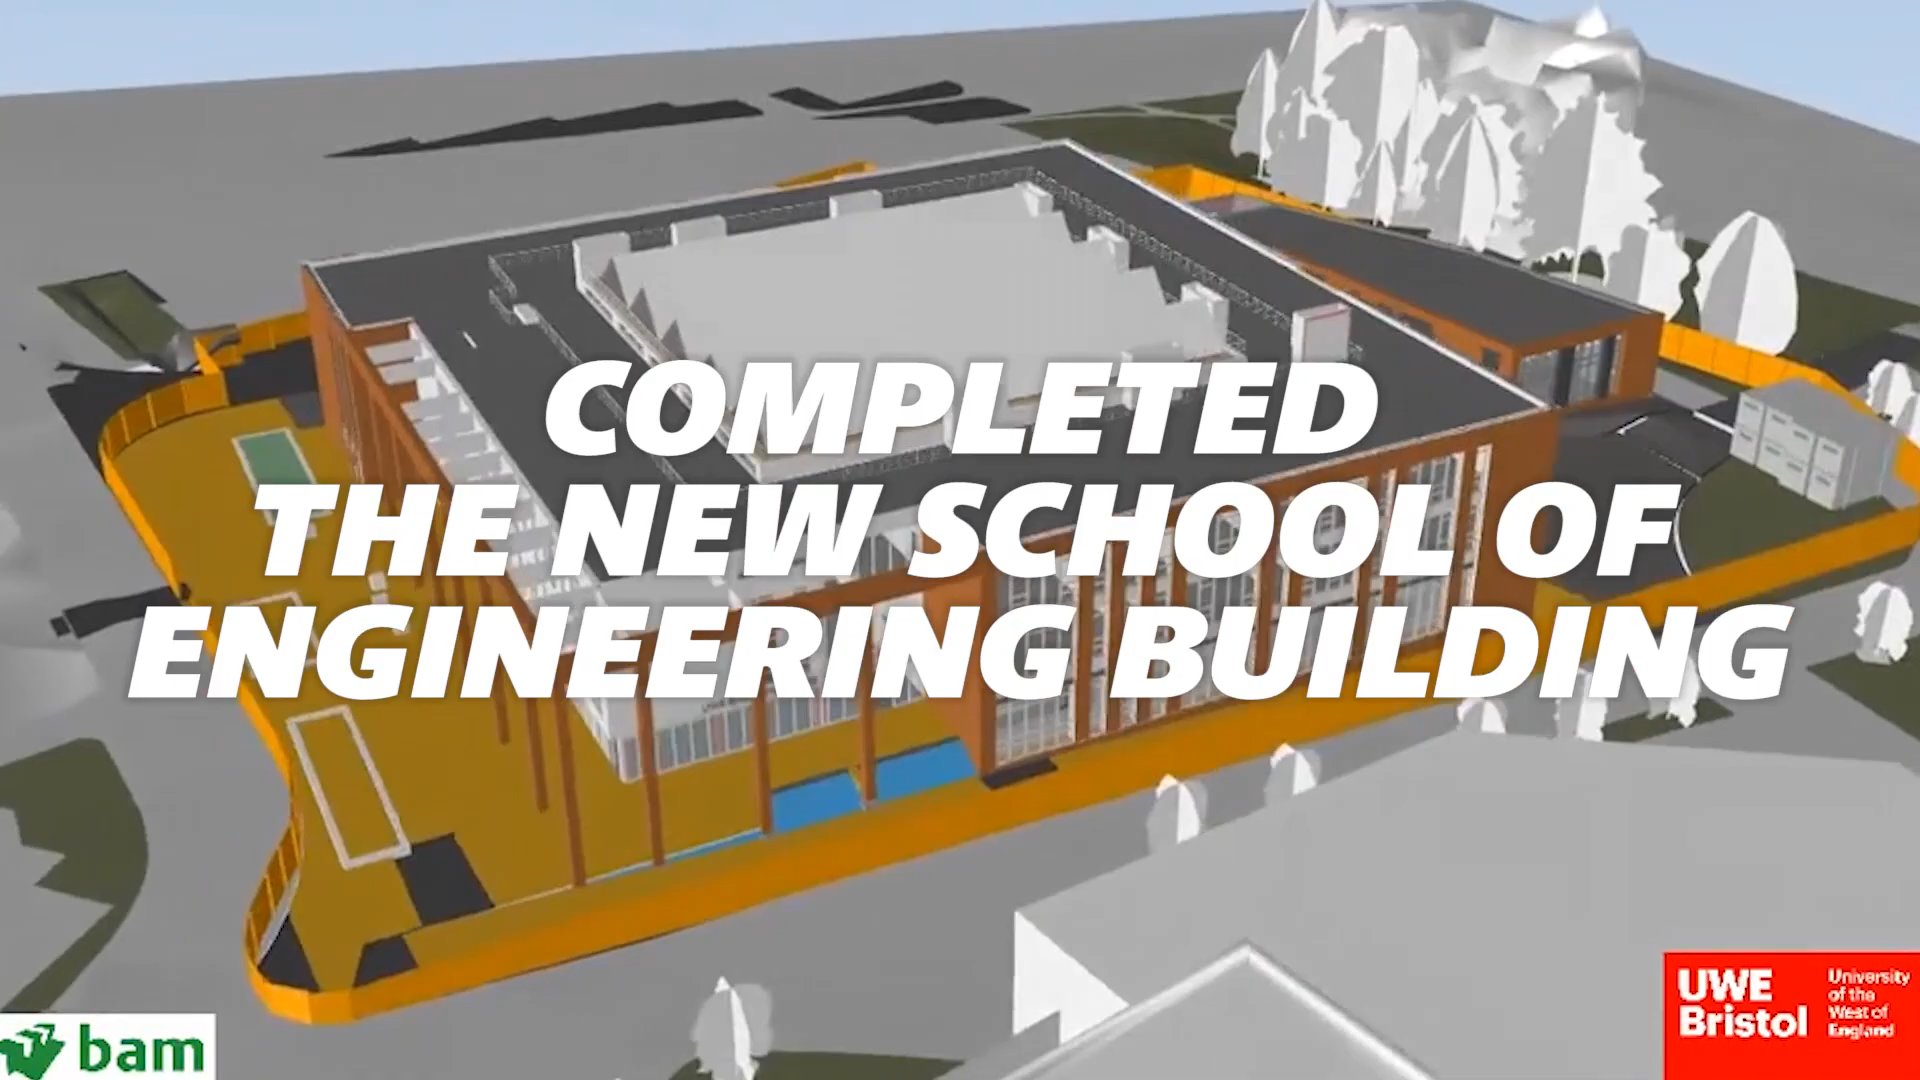 COMPLETED
THE NEW SCHOOL OF
ENGINEERING BUILDING
bam
UWE
Bristol
University
of the
West of
England